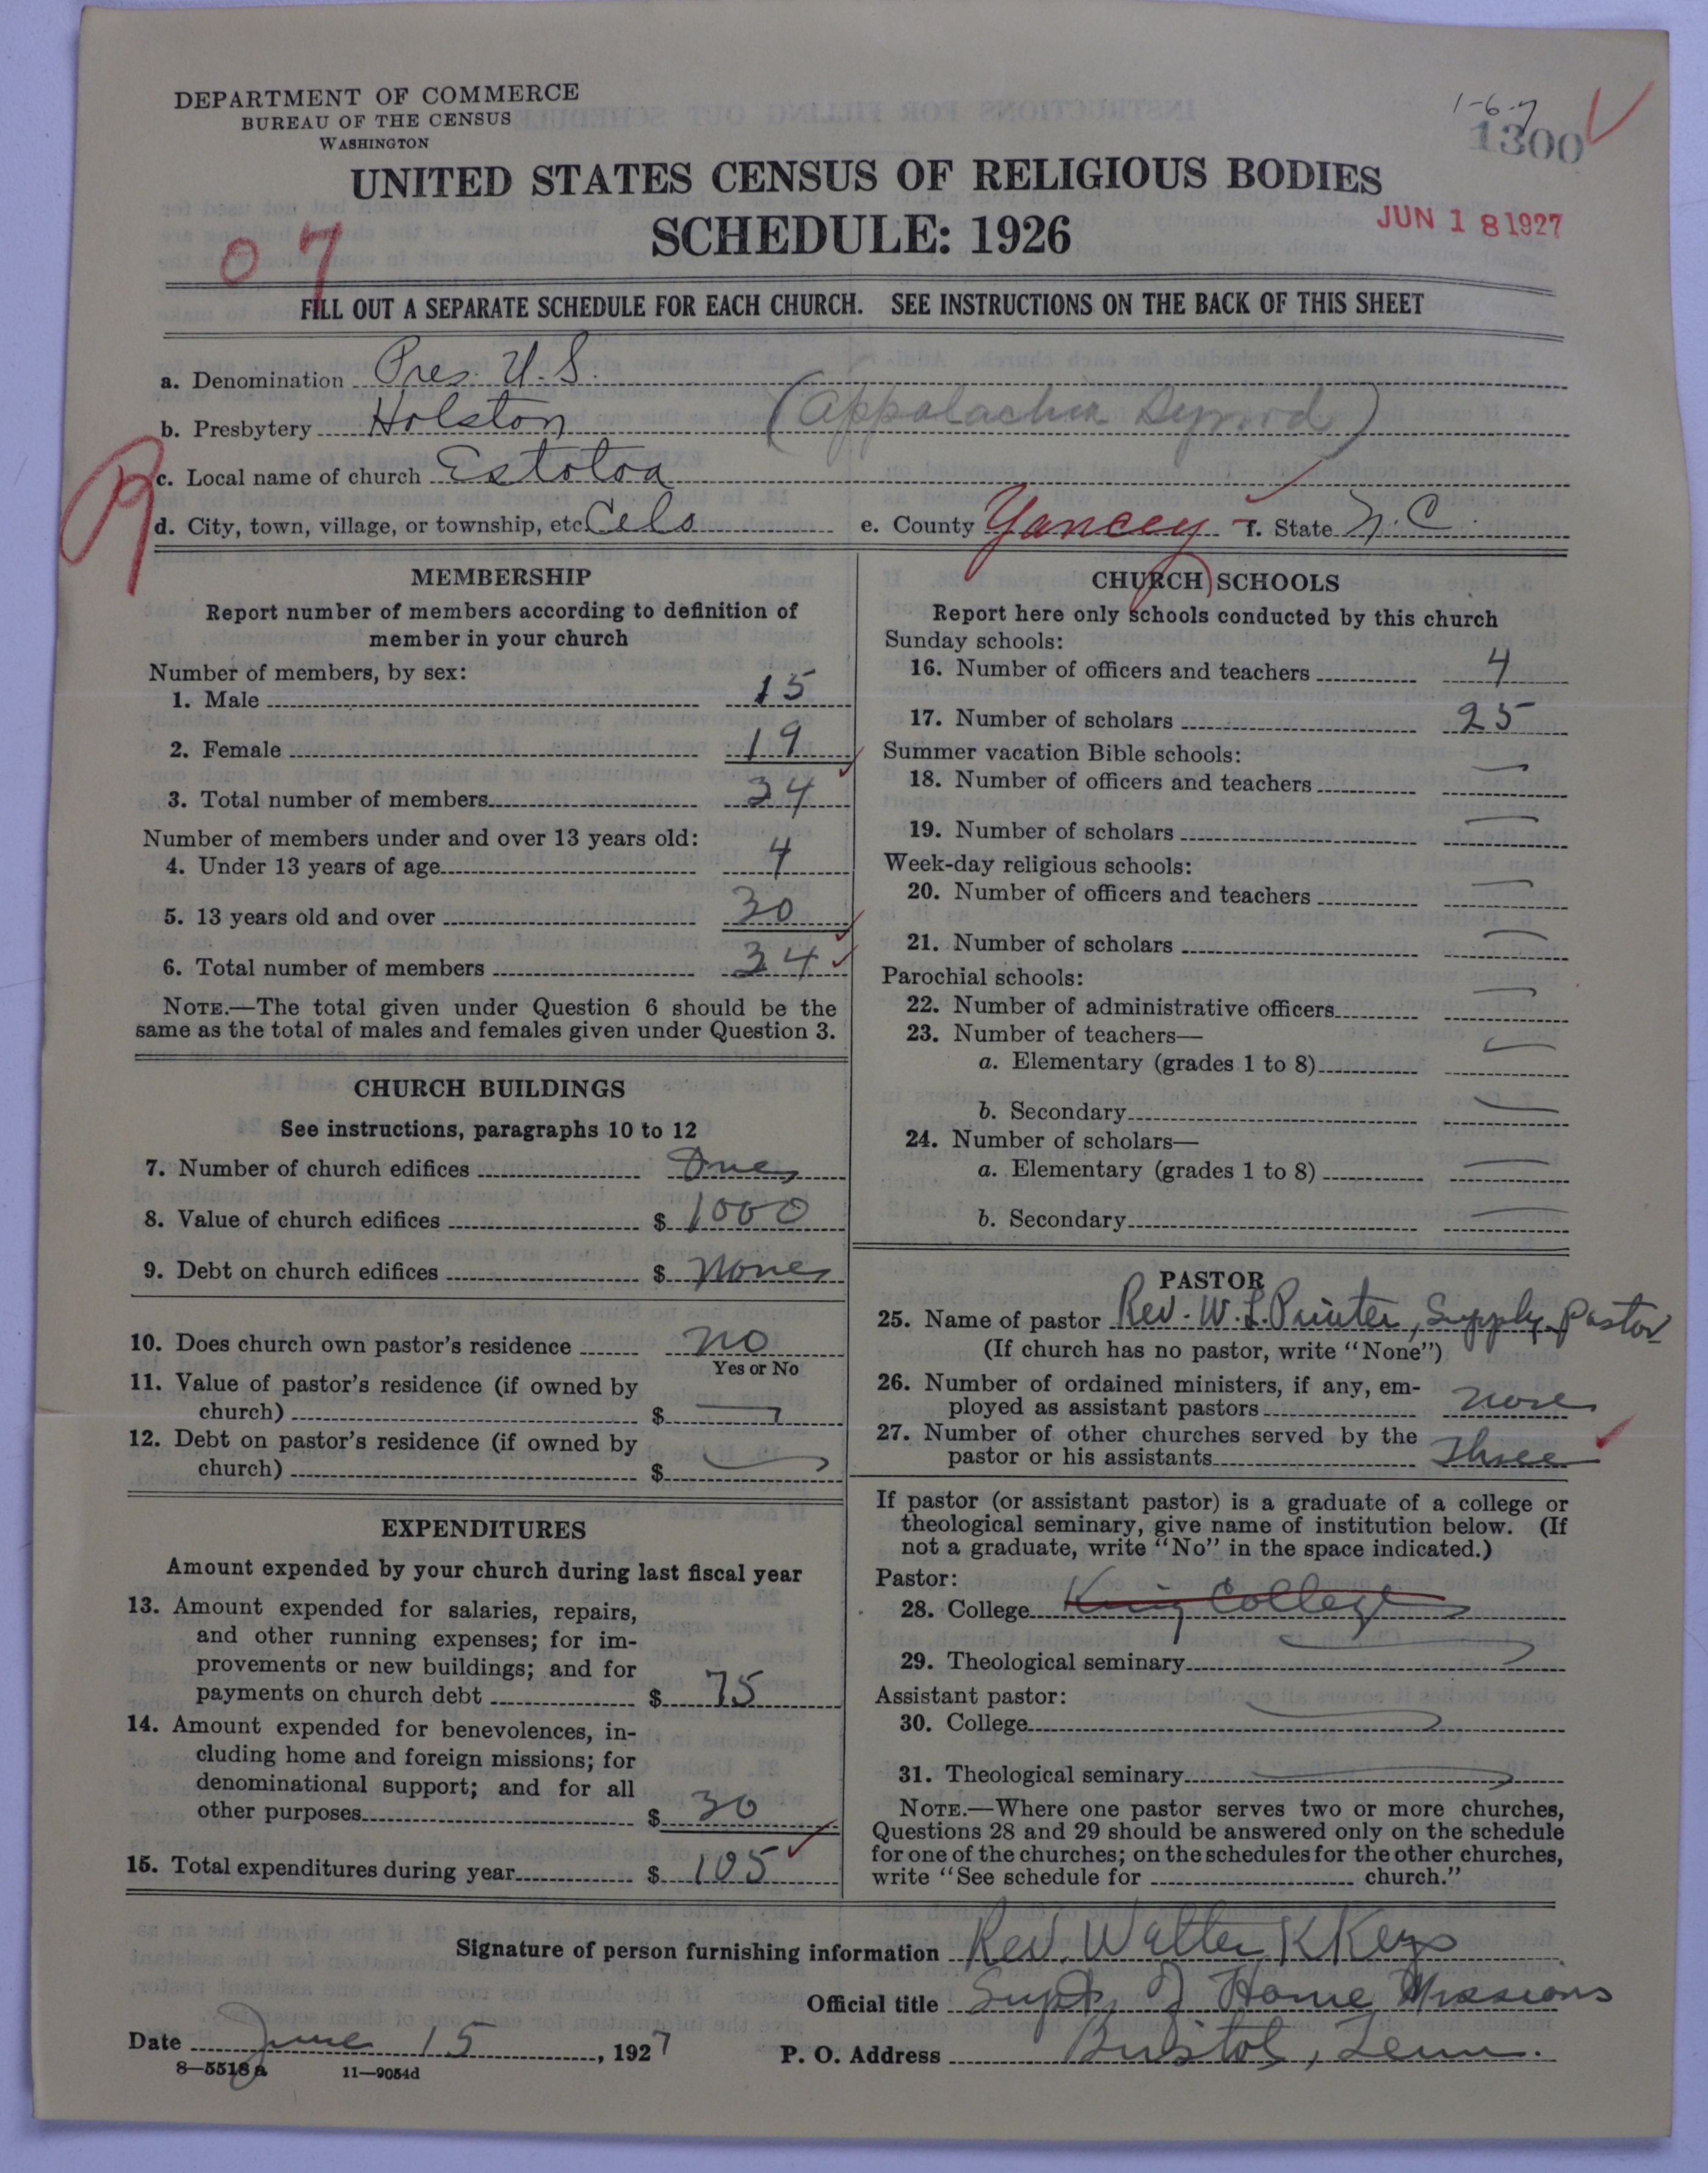 DEPARTMENT OF COMMERCE
BUREAU OF THE CENSUS
WASHINGTON
1-6-7
1300
UNITED STATES CENSUS OF RELIGIOUS BODIES
SCHEDULE: 1926
JUN 18 1927
07
FILL OUT A SEPARATE SCHEDULE FOR EACH CHURCH. SEE INSTRUCTIONS ON THE BACK OF THIS SHEET
a. Denomination Pres. U.S.
b. Presbytery Holston (Appalachia Synod)
c. Local name of church Estotoa
d. City, town, village, or township, etc. Celo e. County Yancey f. State N.C.
MEMBERSHIP
Report number of members according to definition of
member in your church
Number of members, by sex:
1. Male 15
2. Female 19
3. Total number of members 34
Number of members under and over 13 years old:
4. Under 13 years of age 4
5. 13 years old and over 30
6. Total number of members 34
NOTE.—The total given under Question 6 should be the
same as the total of males and females given under Question 3.
CHURCH BUILDINGS
See instructions, paragraphs 10 to 12
7. Number of church edifices One
8. Value of church edifices $ 1000
9. Debt on church edifices $ None
10. Does church own pastor's residence No
Yes or No
11. Value of pastor's residence (if owned by
church) $ —
12. Debt on pastor's residence (if owned by
church) $ —
EXPENDITURES
Amount expended by your church during last fiscal year
13. Amount expended for salaries, repairs,
and other running expenses; for im-
provements or new buildings; and for
payments on church debt $ 75
14. Amount expended for benevolences, in-
cluding home and foreign missions; for
denominational support; and for all
other purposes $ 30
15. Total expenditures during year $ 105
CHURCH SCHOOLS
Report here only schools conducted by this church
Sunday schools:
16. Number of officers and teachers 4
17. Number of scholars 25
Summer vacation Bible schools:
18. Number of officers and teachers —
19. Number of scholars —
Week-day religious schools:
20. Number of officers and teachers —
21. Number of scholars —
Parochial schools:
22. Number of administrative officers —
23. Number of teachers—
a. Elementary (grades 1 to 8) —
b. Secondary —
24. Number of scholars—
a. Elementary (grades 1 to 8) —
b. Secondary —
PASTOR
25. Name of pastor Rev. W. L. Printer, Supply Pastor
(If church has no pastor, write "None")
26. Number of ordained ministers, if any, em-
ployed as assistant pastors None
27. Number of other churches served by the
pastor or his assistants Three
If pastor (or assistant pastor) is a graduate of a college or
theological seminary, give name of institution below. (If
not a graduate, write "No" in the space indicated.)
Pastor:
28. College King College
29. Theological seminary —
Assistant pastor:
30. College —
31. Theological seminary —
NOTE.—Where one pastor serves two or more churches,
Questions 28 and 29 should be answered only on the schedule
for one of the churches; on the schedules for the other churches,
write "See schedule for church."
Signature of person furnishing information Rev. Walter K Keys
Official title Supt. of Home Missions
Date June 15, 1927 P. O. Address Bristol, Tenn.
8—5518a 11—9054d